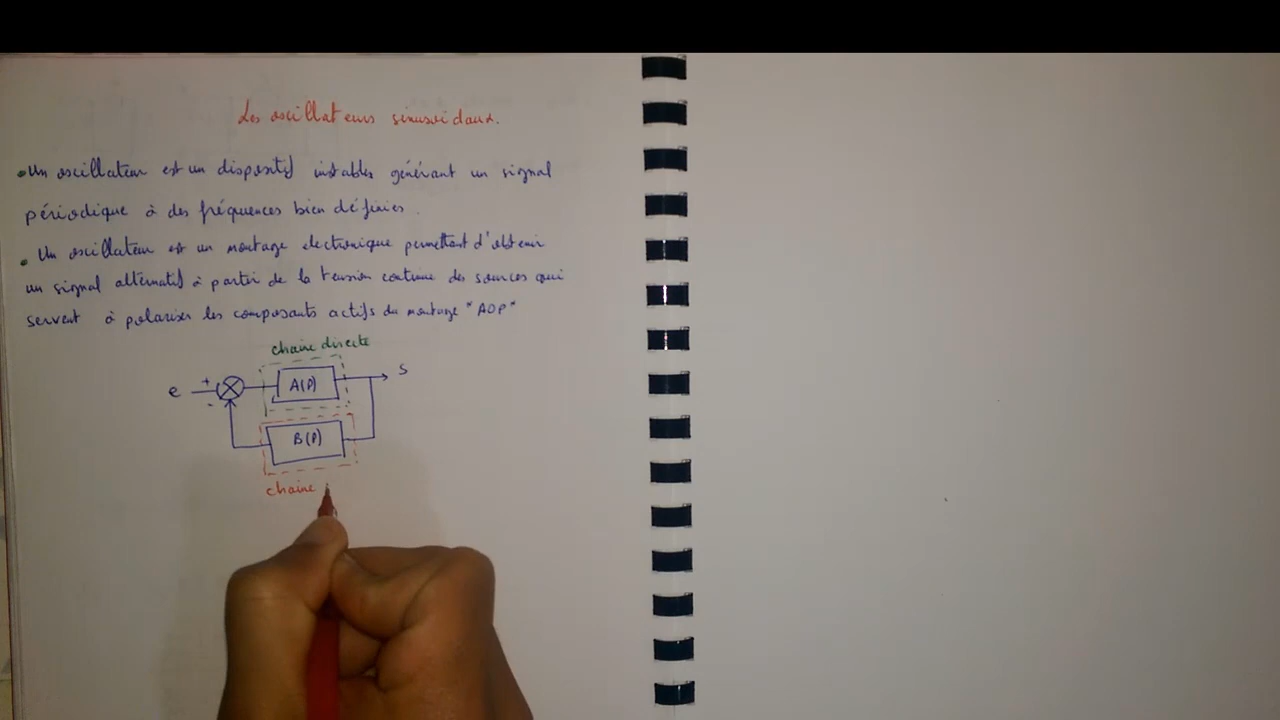 Les oscillateurs sinusoidaux.
• Un oscillateur est un dispositif instables générant un signal
périodique à des fréquences bien définies.
• Un oscillateur est un montage electronique permettant d'obtenir
un signal alternatif à partir de la tension continue des sources qui
servent à polariser les composants actifs du montage "AOP"
chaine directe
e + - A(p) S
B(p)
chaine